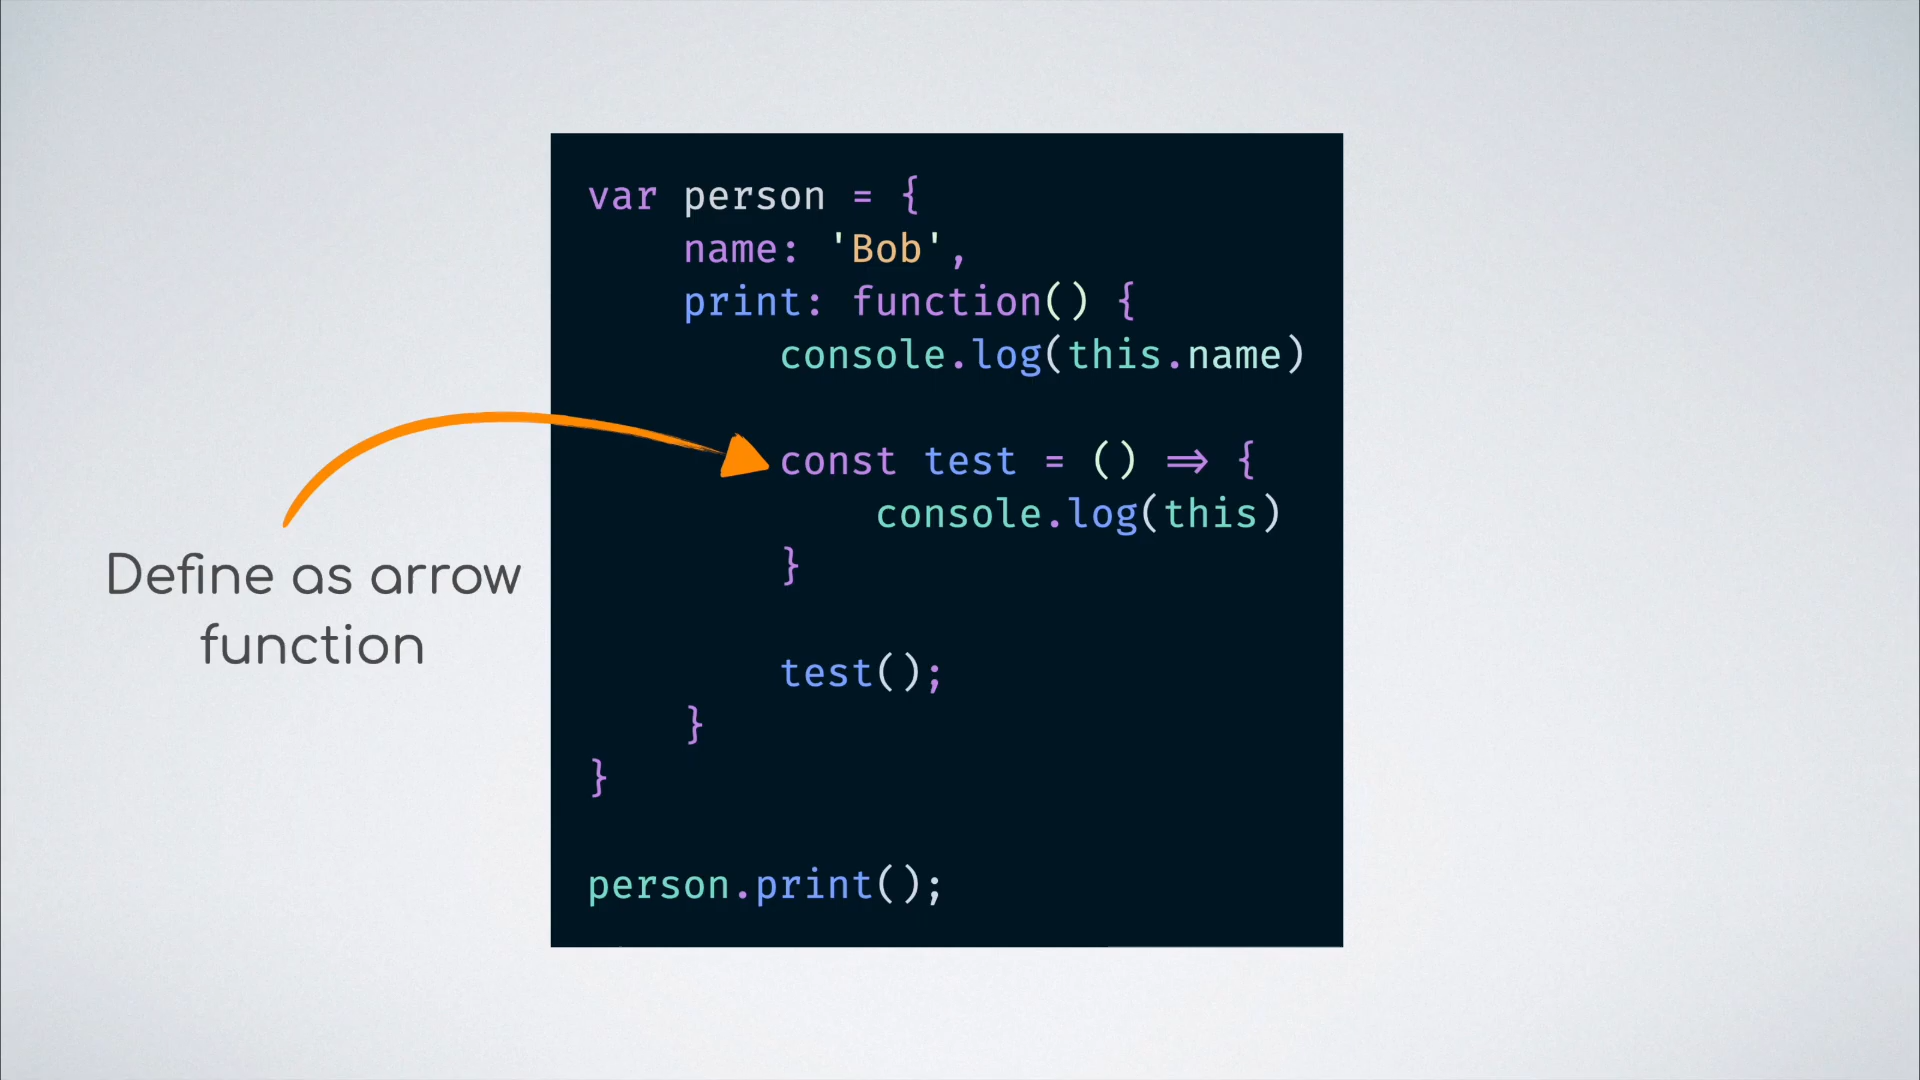 var person = {
    name: 'Bob',
    print: function() {
        console.log(this.name)

        const test = () => {
            console.log(this)
        }

        test();
    }
}

person.print();
Define as arrow
function